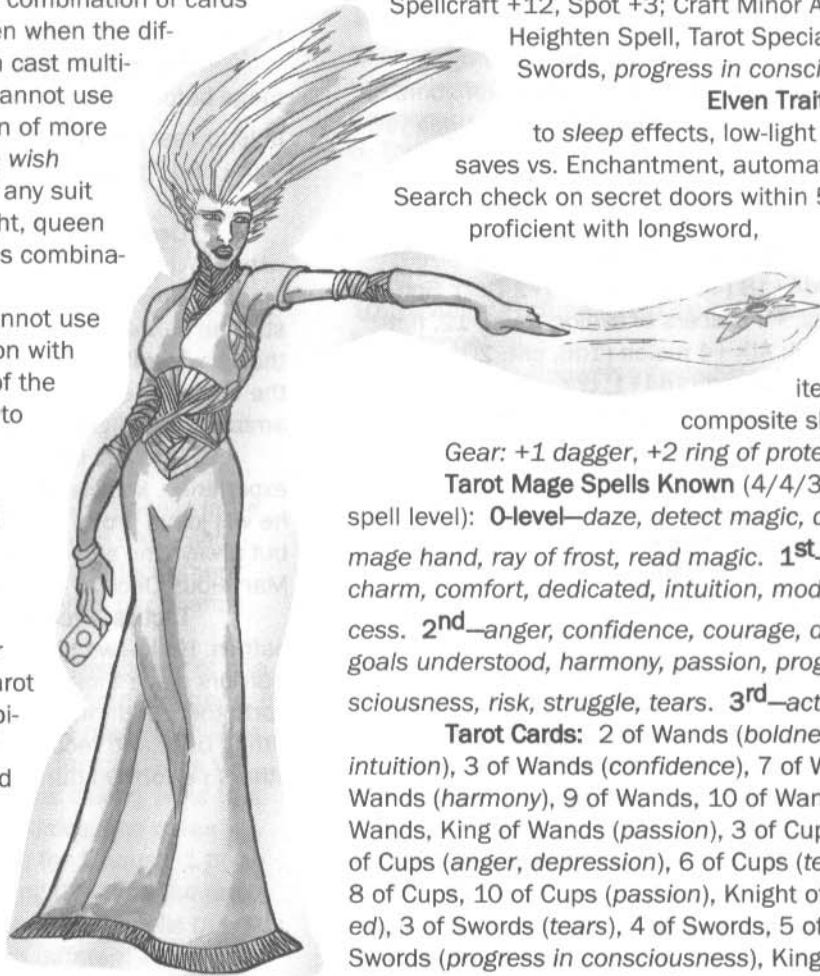 combination of cards
en when the dif-
cast multi-
annot use
n of more
wish
any suit
ht, queen
s combina-
nnot use
on with
of the
to
r
arot
bi-
d
Spellcraft +12, Spot +3; Craft Minor A
Heighten Spell, Tarot Specia
Swords, progress in consci
Elven Trait
to sleep effects, low-light
saves vs. Enchantment, automa
Search check on secret doors within 5
proficient with longsword,
ite
composite s
Gear: +1 dagger, +2 ring of prote
Tarot Mage Spells Known (4/4/3
spell level): 0-level—daze, detect magic, d
mage hand, ray of frost, read magic. 1st-
charm, comfort, dedicated, intuition, mod
cess. 2nd—anger, confidence, courage, d
goals understood, harmony, passion, prog
sciousness, risk, struggle, tears. 3rd—act
Tarot Cards: 2 of Wands (boldne
intuition), 3 of Wands (confidence), 7 of W
Wands (harmony), 9 of Wands, 10 of Wan
Wands, King of Wands (passion), 3 of Cup
of Cups (anger, depression), 6 of Cups (te
8 of Cups, 10 of Cups (passion), Knight of
ed), 3 of Swords (tears), 4 of Swords, 5 of
Swords (progress in consciousness), King